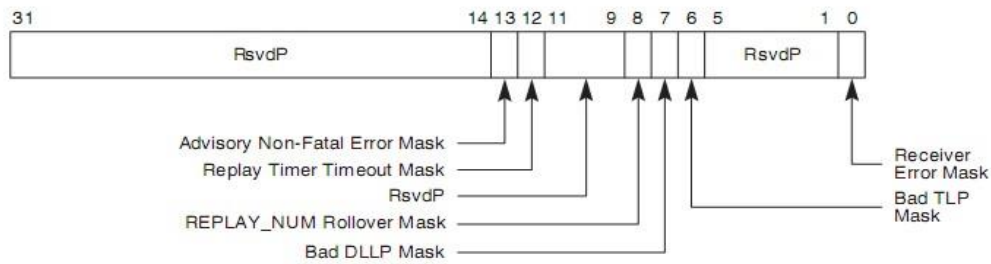 31 14 13 12 11 9 8 7 6 5 1 0
RsvdP RsvdP
Advisory Non-Fatal Error Mask
Replay Timer Timeout Mask
RsvdP
REPLAY_NUM Rollover Mask
Bad DLLP Mask
Receiver
Error Mask
Bad TLP
Mask